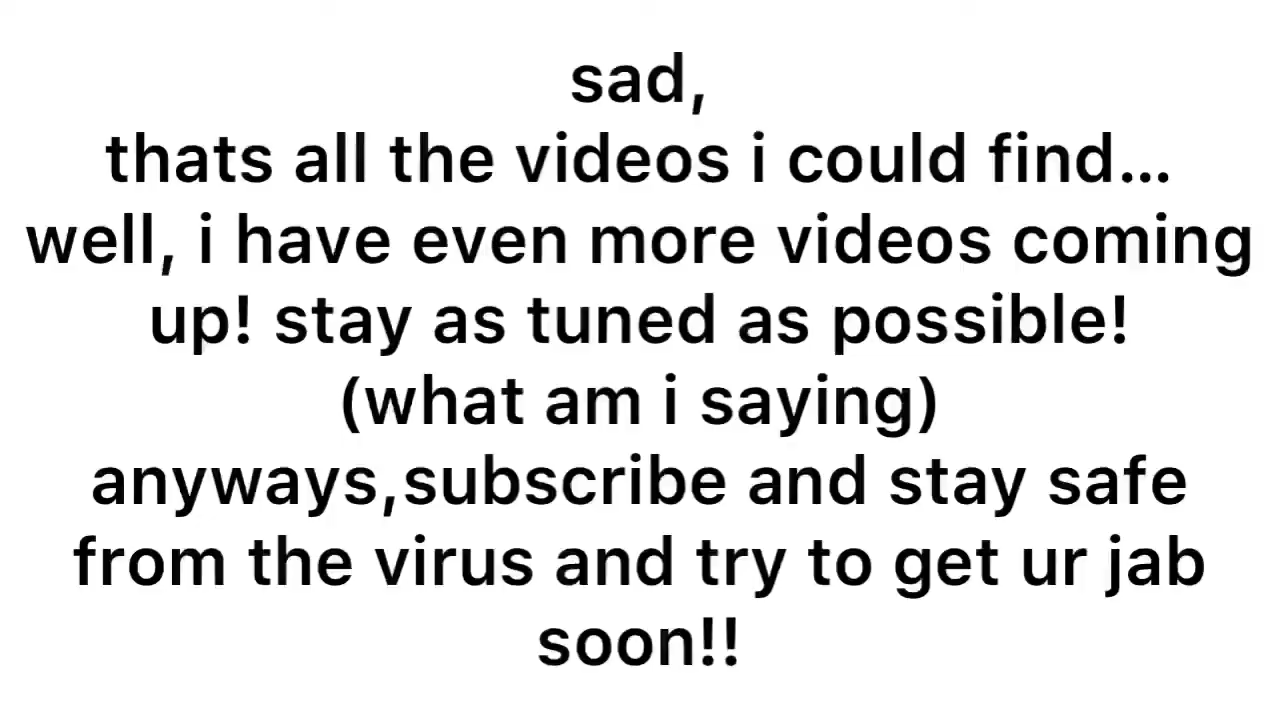 sad,
thats all the videos i could find...
well, i have even more videos coming
up! stay as tuned as possible!
(what am i saying)
anyways,subscribe and stay safe
from the virus and try to get ur jab
soon!!